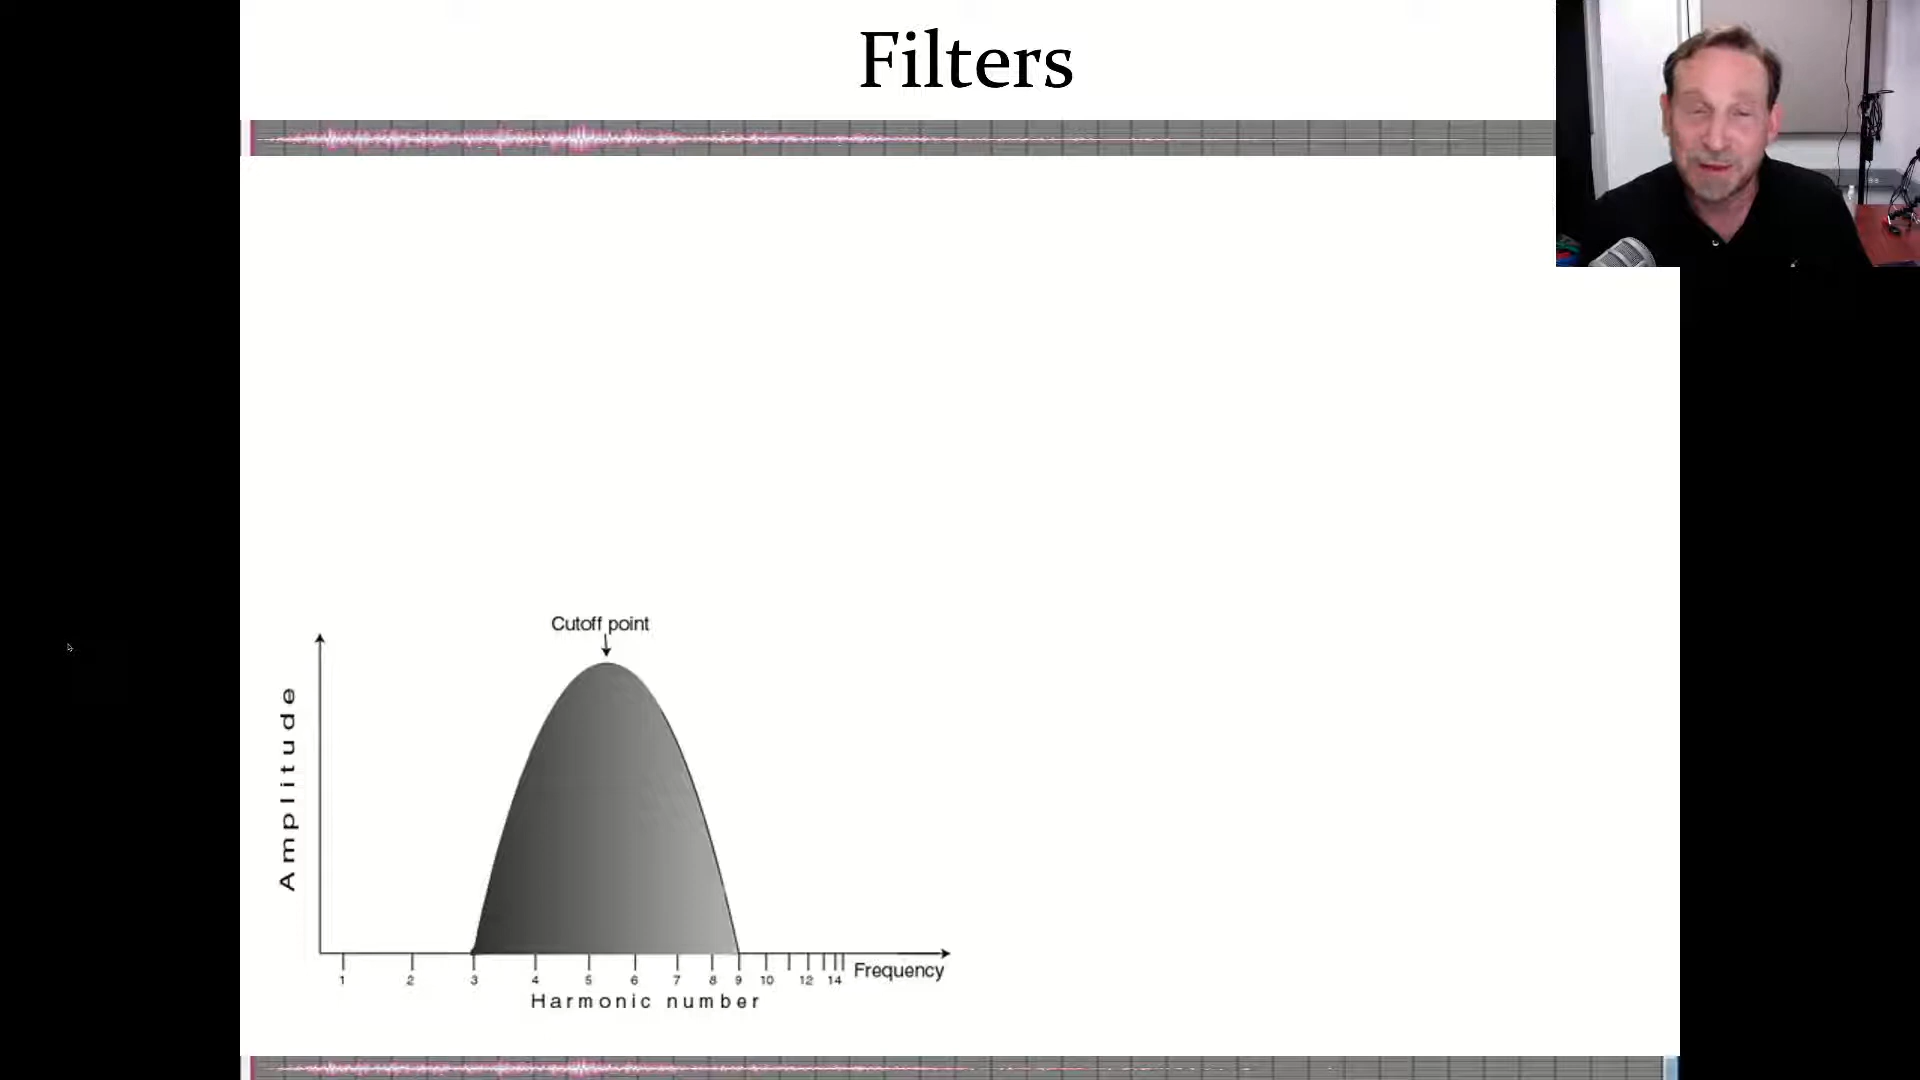 Filters
Cutoff point
Amplitude
1 2 3 4 5 6 7 8 9 10 12 14
Frequency
Harmonic number